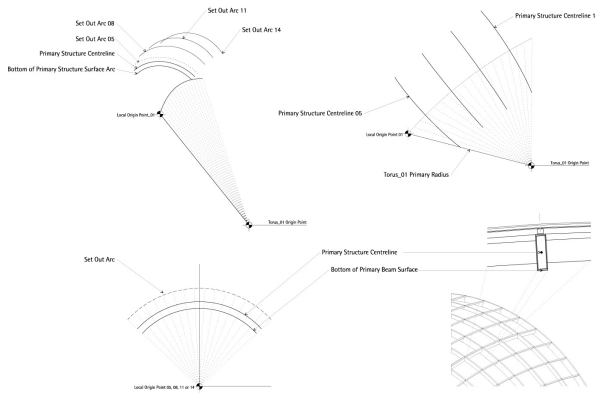 Set Out Arc 11
Set Out Arc 08
Set Out Arc 14
Set Out Arc 05
Primary Structure Centreline
Bottom of Primary Structure Surface Arc
Local Origin Point_01
Torus_01 Origin Point
Primary Structure Centreline 1
Primary Structure Centreline 05
Local Origin Point 01
Torus_01 Origin Point
Torus_01 Primary Radius
Set Out Arc
Primary Structure Centreline
Bottom of Primary Beam Surface
Local Origin Point 05, 08, 11 or 14